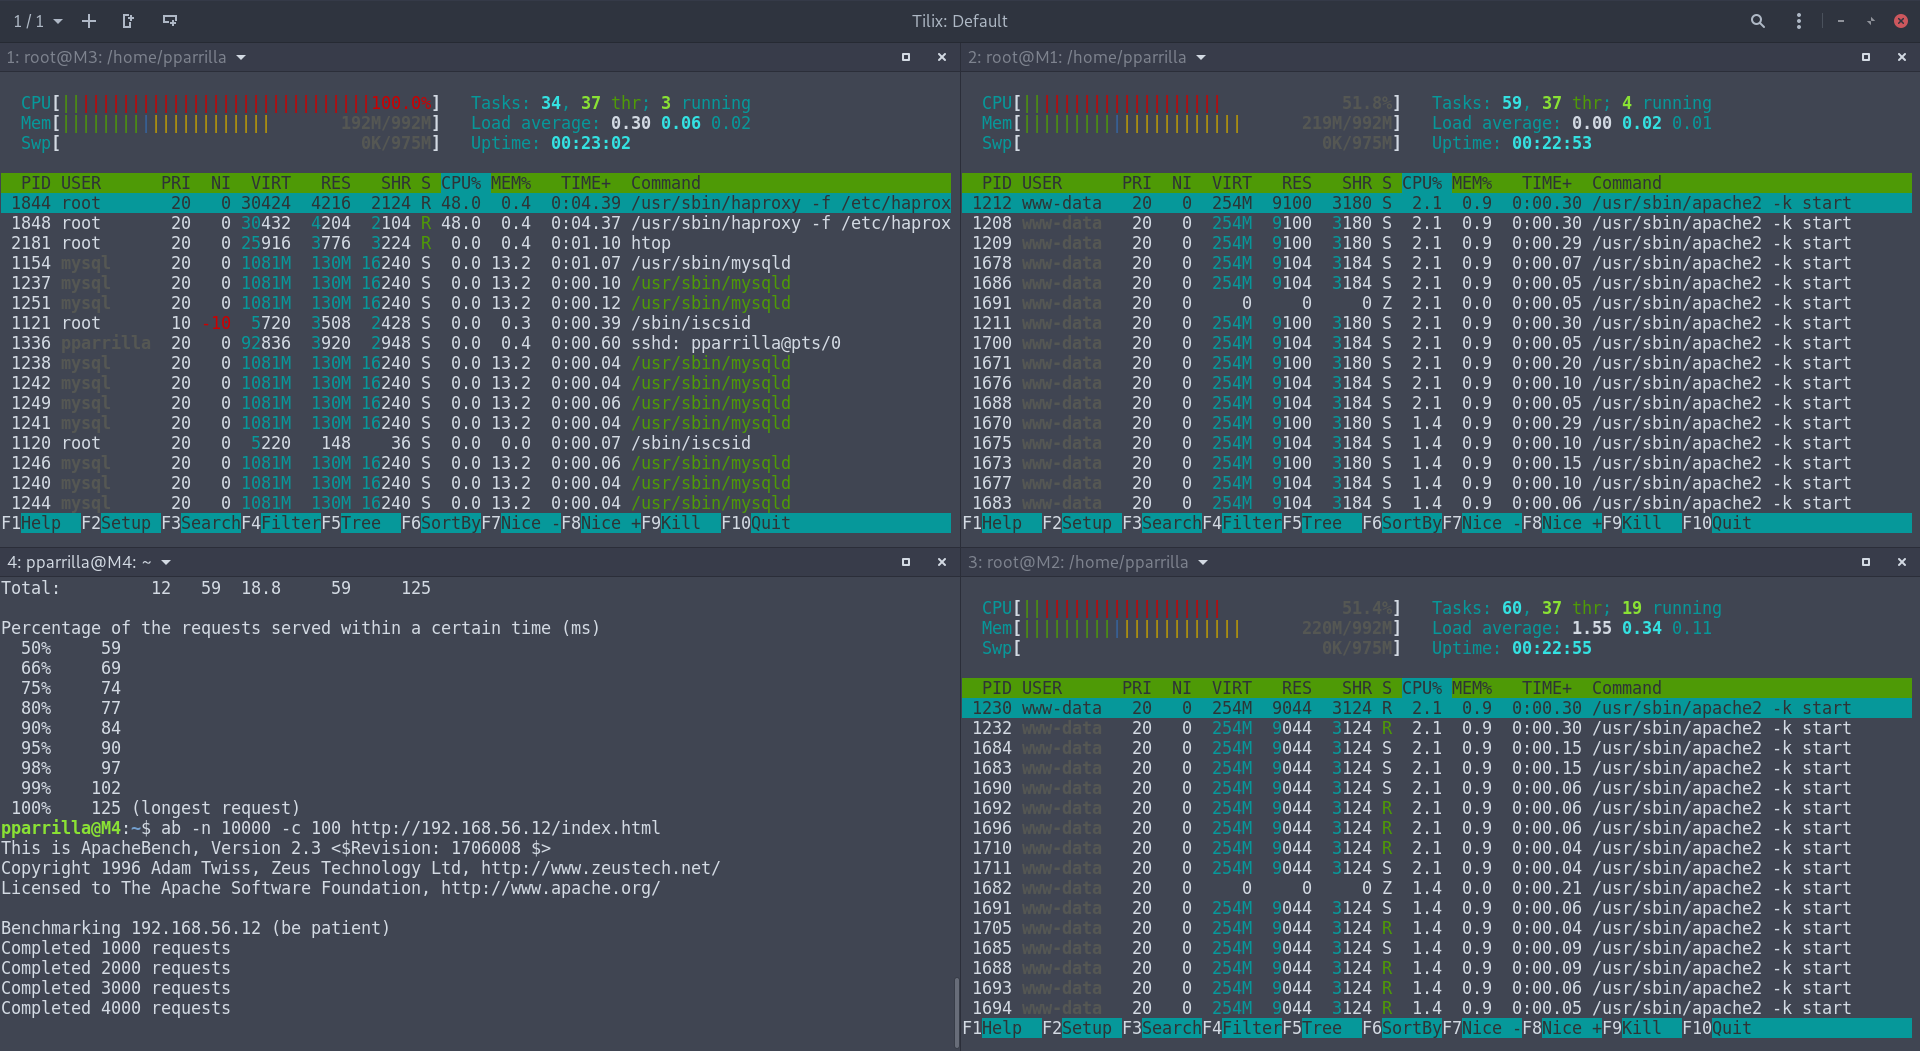 1 / 1
Tilix: Default
1: root@M3: /home/pparrilla
CPU[||||||||||||||||||||||||||||||||100.0%] Tasks: 34, 37 thr; 3 running
Mem[||||||||||||||||||||| 192M/992M] Load average: 0.30 0.06 0.02
Swp[ 0K/975M] Uptime: 00:23:02
PID USER PRI NI VIRT RES SHR S CPU% MEM% TIME+ Command
1844 root 20 0 30424 4216 2124 R 48.0 0.4 0:04.39 /usr/sbin/haproxy -f /etc/haprox
1848 root 20 0 30432 4204 2104 R 48.0 0.4 0:04.37 /usr/sbin/haproxy -f /etc/haprox
2181 root 20 0 25916 3776 3224 R 0.0 0.4 0:01.10 htop
1154 mysql 20 0 1081M 130M 16240 S 0.0 13.2 0:01.07 /usr/sbin/mysqld
1237 mysql 20 0 1081M 130M 16240 S 0.0 13.2 0:00.10 /usr/sbin/mysqld
1251 mysql 20 0 1081M 130M 16240 S 0.0 13.2 0:00.12 /usr/sbin/mysqld
1121 root 10 -10 5720 3508 2428 S 0.0 0.3 0:00.39 /sbin/iscsid
1336 pparrilla 20 0 92836 3920 2948 S 0.0 0.4 0:00.60 sshd: pparrilla@pts/0
1238 mysql 20 0 1081M 130M 16240 S 0.0 13.2 0:00.04 /usr/sbin/mysqld
1242 mysql 20 0 1081M 130M 16240 S 0.0 13.2 0:00.04 /usr/sbin/mysqld
1249 mysql 20 0 1081M 130M 16240 S 0.0 13.2 0:00.06 /usr/sbin/mysqld
1241 mysql 20 0 1081M 130M 16240 S 0.0 13.2 0:00.04 /usr/sbin/mysqld
1120 root 20 0 5220 148 36 S 0.0 0.0 0:00.07 /sbin/iscsid
1246 mysql 20 0 1081M 130M 16240 S 0.0 13.2 0:00.06 /usr/sbin/mysqld
1240 mysql 20 0 1081M 130M 16240 S 0.0 13.2 0:00.04 /usr/sbin/mysqld
1244 mysql 20 0 1081M 130M 16240 S 0.0 13.2 0:00.04 /usr/sbin/mysqld
F1Help F2Setup F3SearchF4FilterF5Tree F6SortByF7Nice -F8Nice +F9Kill F10Quit
2: root@M1: /home/pparrilla
CPU[|||||||||||||||||||| 51.8%] Tasks: 59, 37 thr; 4 running
Mem[|||||||||||||||||||||| 219M/992M] Load average: 0.00 0.02 0.01
Swp[ 0K/975M] Uptime: 00:22:53
PID USER PRI NI VIRT RES SHR S CPU% MEM% TIME+ Command
1212 www-data 20 0 254M 9100 3180 S 2.1 0.9 0:00.30 /usr/sbin/apache2 -k start
1208 www-data 20 0 254M 9100 3180 S 2.1 0.9 0:00.30 /usr/sbin/apache2 -k start
1209 www-data 20 0 254M 9100 3180 S 2.1 0.9 0:00.29 /usr/sbin/apache2 -k start
1678 www-data 20 0 254M 9104 3184 S 2.1 0.9 0:00.07 /usr/sbin/apache2 -k start
1686 www-data 20 0 254M 9104 3184 S 2.1 0.9 0:00.05 /usr/sbin/apache2 -k start
1691 www-data 20 0 0 0 0 Z 2.1 0.0 0:00.05 /usr/sbin/apache2 -k start
1211 www-data 20 0 254M 9100 3180 S 2.1 0.9 0:00.30 /usr/sbin/apache2 -k start
1700 www-data 20 0 254M 9104 3184 S 2.1 0.9 0:00.05 /usr/sbin/apache2 -k start
1671 www-data 20 0 254M 9100 3180 S 2.1 0.9 0:00.20 /usr/sbin/apache2 -k start
1676 www-data 20 0 254M 9104 3184 S 2.1 0.9 0:00.10 /usr/sbin/apache2 -k start
1688 www-data 20 0 254M 9104 3184 S 2.1 0.9 0:00.05 /usr/sbin/apache2 -k start
1670 www-data 20 0 254M 9100 3180 S 1.4 0.9 0:00.29 /usr/sbin/apache2 -k start
1675 www-data 20 0 254M 9104 3184 S 1.4 0.9 0:00.10 /usr/sbin/apache2 -k start
1673 www-data 20 0 254M 9100 3180 S 1.4 0.9 0:00.15 /usr/sbin/apache2 -k start
1677 www-data 20 0 254M 9104 3184 S 1.4 0.9 0:00.10 /usr/sbin/apache2 -k start
1683 www-data 20 0 254M 9104 3184 S 1.4 0.9 0:00.06 /usr/sbin/apache2 -k start
F1Help F2Setup F3SearchF4FilterF5Tree F6SortByF7Nice -F8Nice +F9Kill F10Quit
4: pparrilla@M4: ~
Total: 12 59 18.8 59 125
Percentage of the requests served within a certain time (ms)
50% 59
66% 69
75% 74
80% 77
90% 84
95% 90
98% 97
99% 102
100% 125 (longest request)
pparrilla@M4:~$ ab -n 10000 -c 100 http://192.168.56.12/index.html
This is ApacheBench, Version 2.3 <$Revision: 1706008 $>
Copyright 1996 Adam Twiss, Zeus Technology Ltd, http://www.zeustech.net/
Licensed to The Apache Software Foundation, http://www.apache.org/
Benchmarking 192.168.56.12 (be patient)
Completed 1000 requests
Completed 2000 requests
Completed 3000 requests
Completed 4000 requests
3: root@M2: /home/pparrilla
CPU[|||||||||||||||||||| 51.4%] Tasks: 60, 37 thr; 19 running
Mem[|||||||||||||||||||||| 220M/992M] Load average: 1.55 0.34 0.11
Swp[ 0K/975M] Uptime: 00:22:55
PID USER PRI NI VIRT RES SHR S CPU% MEM% TIME+ Command
1230 www-data 20 0 254M 9044 3124 R 2.1 0.9 0:00.30 /usr/sbin/apache2 -k start
1232 www-data 20 0 254M 9044 3124 R 2.1 0.9 0:00.30 /usr/sbin/apache2 -k start
1684 www-data 20 0 254M 9044 3124 S 2.1 0.9 0:00.15 /usr/sbin/apache2 -k start
1683 www-data 20 0 254M 9044 3124 S 2.1 0.9 0:00.15 /usr/sbin/apache2 -k start
1690 www-data 20 0 254M 9044 3124 S 2.1 0.9 0:00.06 /usr/sbin/apache2 -k start
1692 www-data 20 0 254M 9044 3124 R 2.1 0.9 0:00.06 /usr/sbin/apache2 -k start
1696 www-data 20 0 254M 9044 3124 R 2.1 0.9 0:00.06 /usr/sbin/apache2 -k start
1710 www-data 20 0 254M 9044 3124 R 2.1 0.9 0:00.04 /usr/sbin/apache2 -k start
1711 www-data 20 0 254M 9044 3124 S 2.1 0.9 0:00.04 /usr/sbin/apache2 -k start
1682 www-data 20 0 0 0 0 Z 1.4 0.0 0:00.21 /usr/sbin/apache2 -k start
1691 www-data 20 0 254M 9044 3124 S 1.4 0.9 0:00.06 /usr/sbin/apache2 -k start
1705 www-data 20 0 254M 9044 3124 R 1.4 0.9 0:00.04 /usr/sbin/apache2 -k start
1685 www-data 20 0 254M 9044 3124 S 1.4 0.9 0:00.09 /usr/sbin/apache2 -k start
1688 www-data 20 0 254M 9044 3124 R 1.4 0.9 0:00.09 /usr/sbin/apache2 -k start
1693 www-data 20 0 254M 9044 3124 R 1.4 0.9 0:00.06 /usr/sbin/apache2 -k start
1694 www-data 20 0 254M 9044 3124 R 1.4 0.9 0:00.05 /usr/sbin/apache2 -k start
F1Help F2Setup F3SearchF4FilterF5Tree F6SortByF7Nice -F8Nice +F9Kill F10Quit